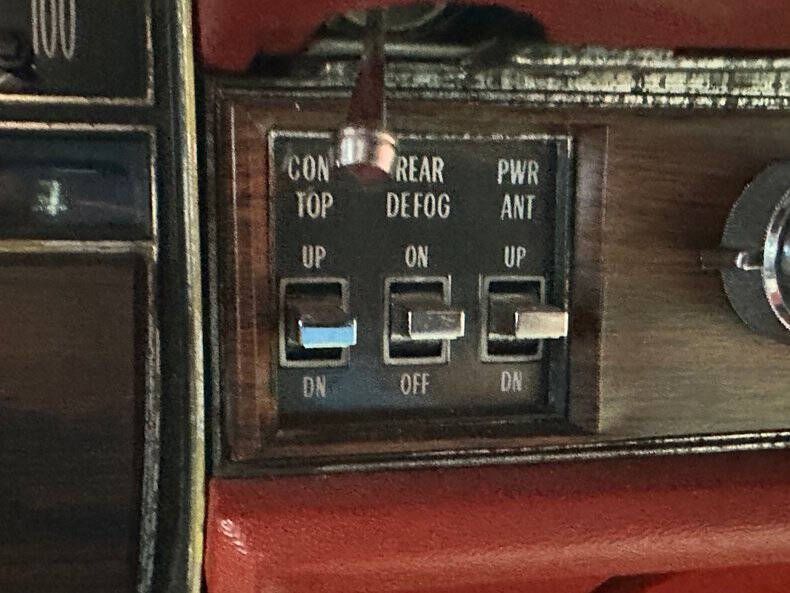 100
CON REAR PWR
TOP DEFOG ANT
UP ON UP
DN OFF DN